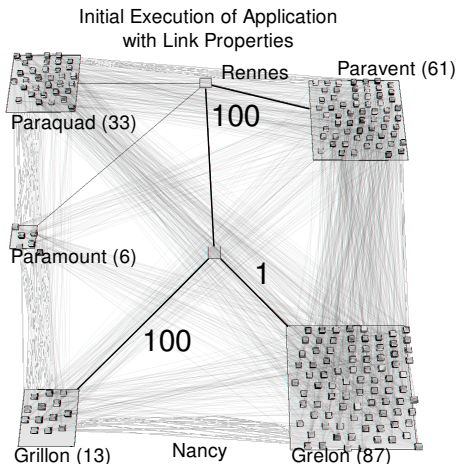 Initial Execution of Application
with Link Properties
Rennes
Paravent (61)
Paraquad (33)
100
Paramount (6)
1
100
Grillon (13)
Nancy
Grelon (87)